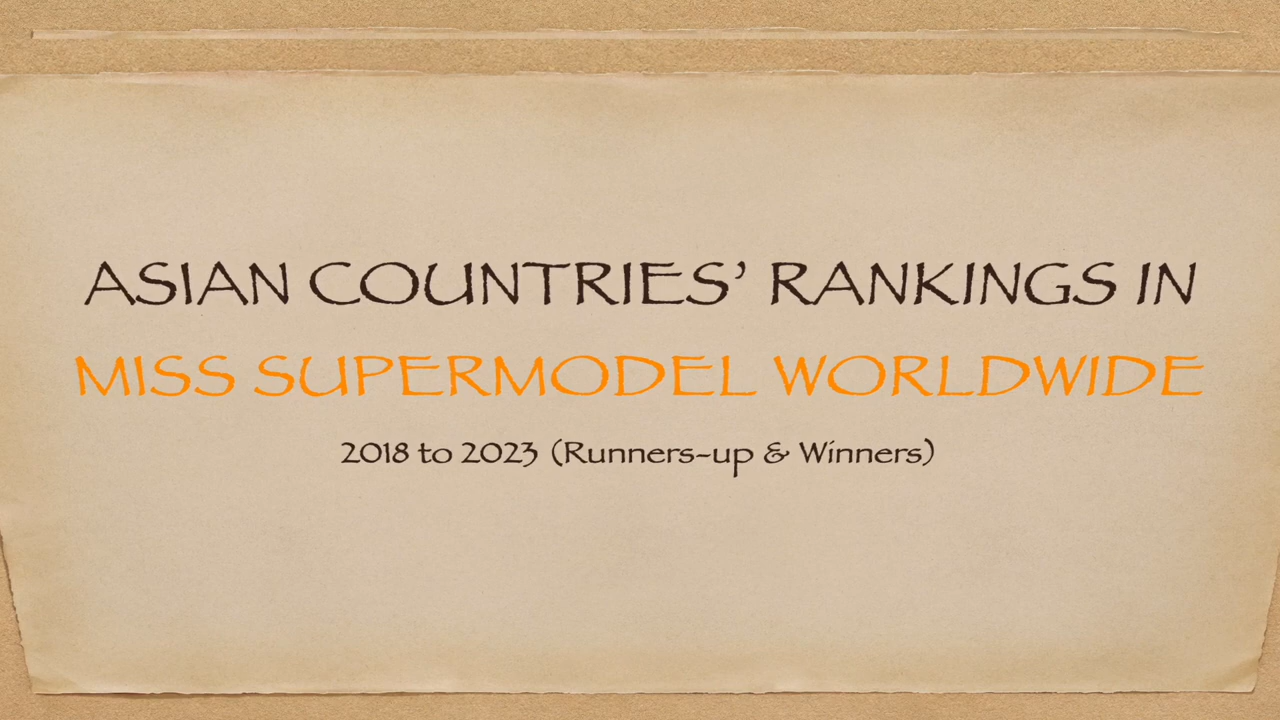 ASIAN COUNTRIES’ RANKINGS IN
MISS SUPERMODEL WORLDWIDE
2018 to 2023 (Runners-up & Winners)